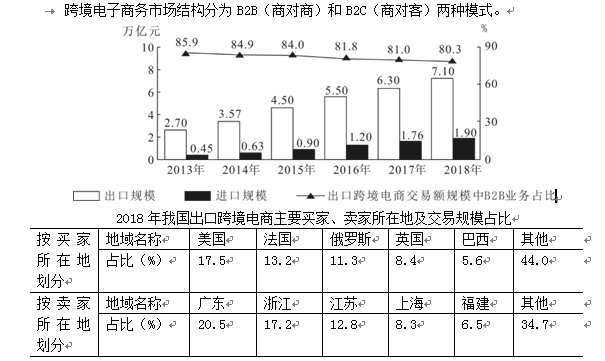 → 跨境电子商务市场结构分为 B2B（商对商）和 B2C（商对客）两种模式。
万亿元 %
10 90
8
6 60
4
2 30
0 0
85.9 84.9 84.0 81.8 81.0 80.3
2.70 3.57 4.50 5.50 6.30 7.10
0.45 0.63 0.90 1.20 1.76 1.90
2013年 2014年 2015年 2016年 2017年 2018年
出口规模 进口规模 出口跨境电商交易额规模中B2B业务占比
2018 年我国出口跨境电商主要买家、卖家所在地及交易规模占比
按买家所在地划分 地域名称 美国 法国 俄罗斯 英国 巴西 其他
占比（%） 17.5 13.2 11.3 8.4 5.6 44.0
按卖家所在地划分 地域名称 广东 浙江 江苏 上海 福建 其他
占比（%） 20.5 17.2 12.8 8.3 6.5 34.7